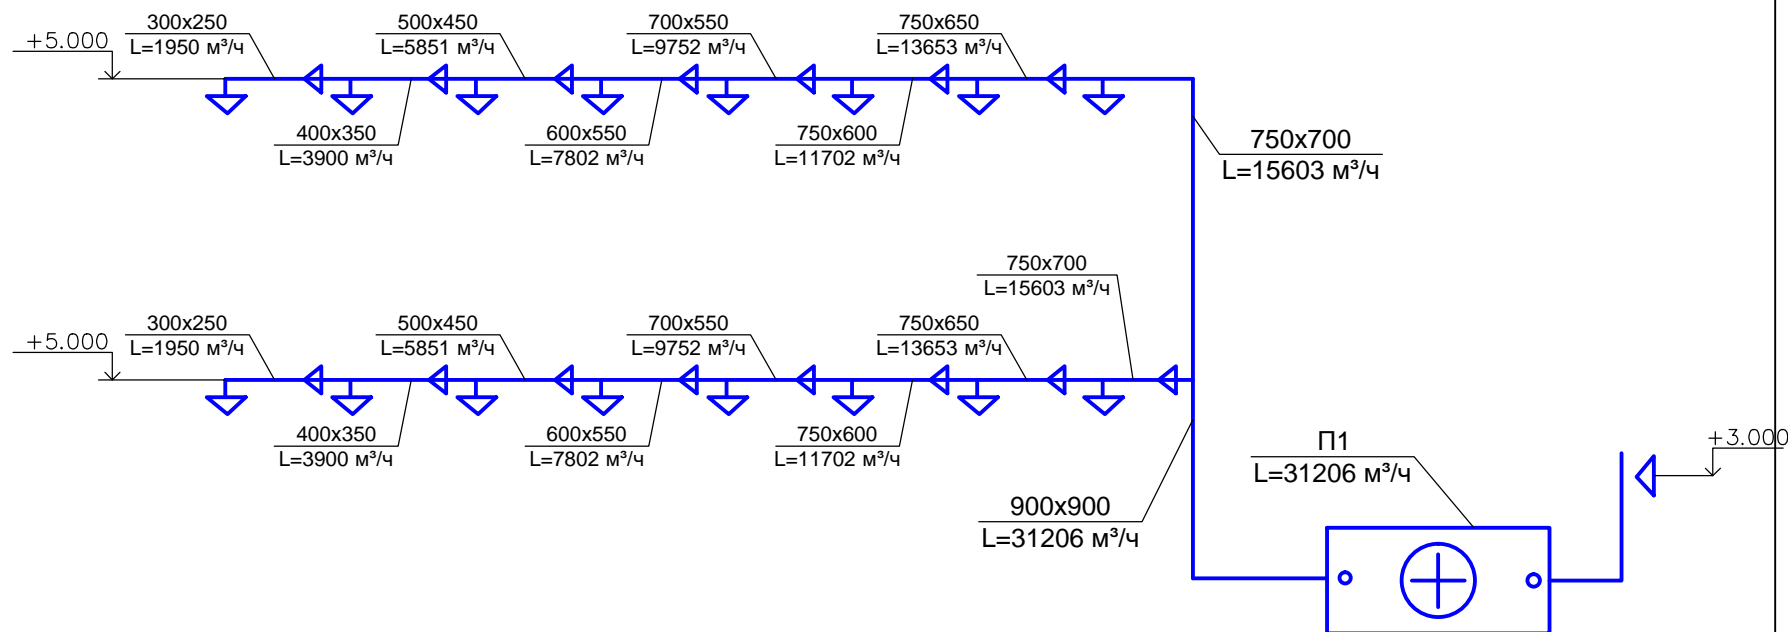 300x250
L=1950 м³/ч
500x450
L=5851 м³/ч
700x550
L=9752 м³/ч
750x650
L=13653 м³/ч
+5.000
400x350
L=3900 м³/ч
600x550
L=7802 м³/ч
750x600
L=11702 м³/ч
750x700
L=15603 м³/ч
750x700
L=15603 м³/ч
300x250
L=1950 м³/ч
500x450
L=5851 м³/ч
700x550
L=9752 м³/ч
750x650
L=13653 м³/ч
+5.000
400x350
L=3900 м³/ч
600x550
L=7802 м³/ч
750x600
L=11702 м³/ч
П1
L=31206 м³/ч
+3.000
900x900
L=31206 м³/ч